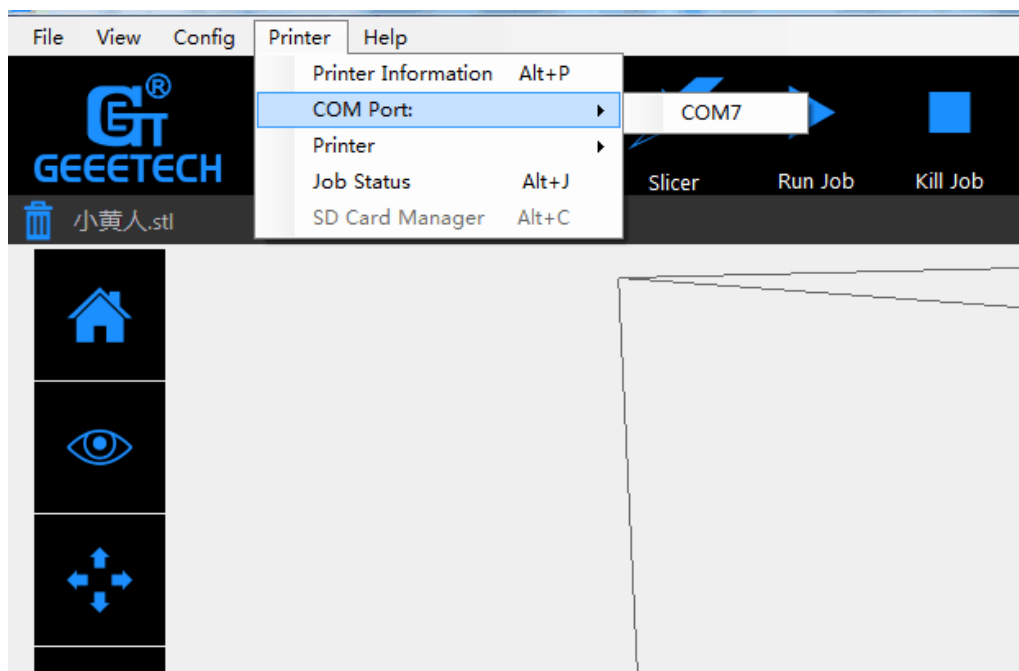 File View Config Printer Help
Printer Information Alt+P
COM Port:
COM7
Printer
Job Status Alt+J
SD Card Manager Alt+C
GT®
GEEETECH
Slicer Run Job Kill Job
小黄人.stl